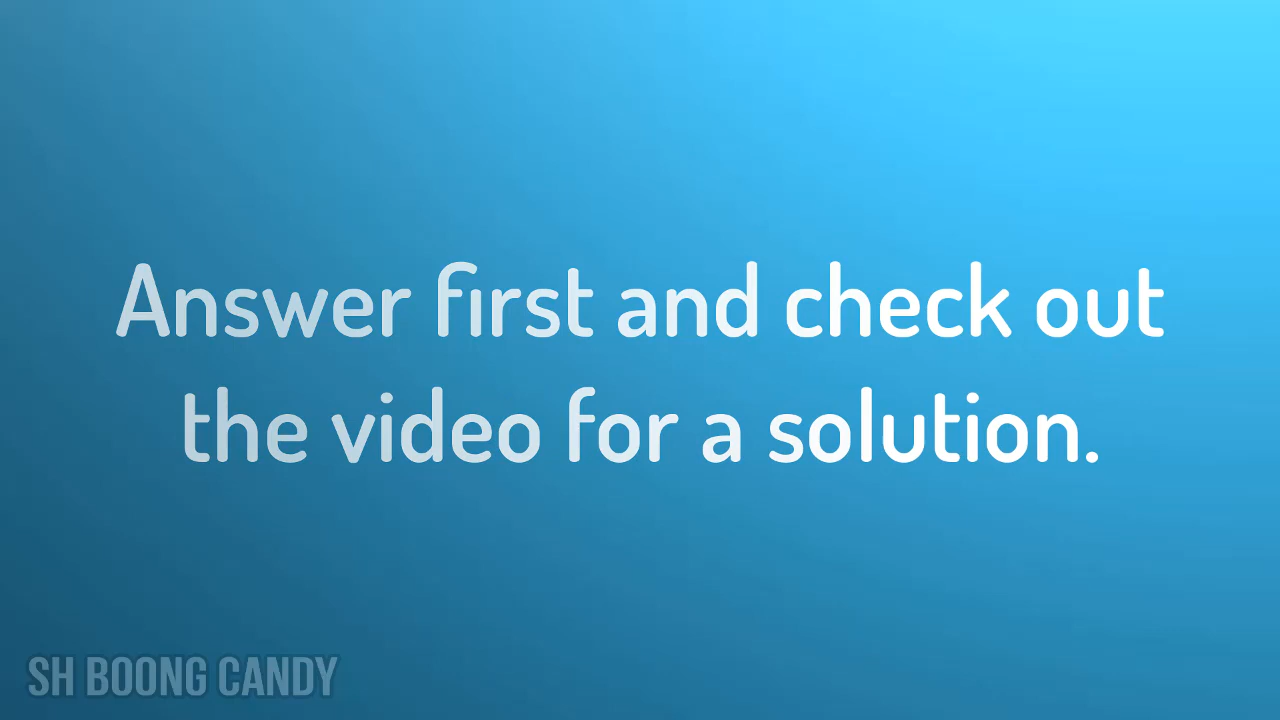 Answer first and check out
the video for a solution.
SH BOONG CANDY